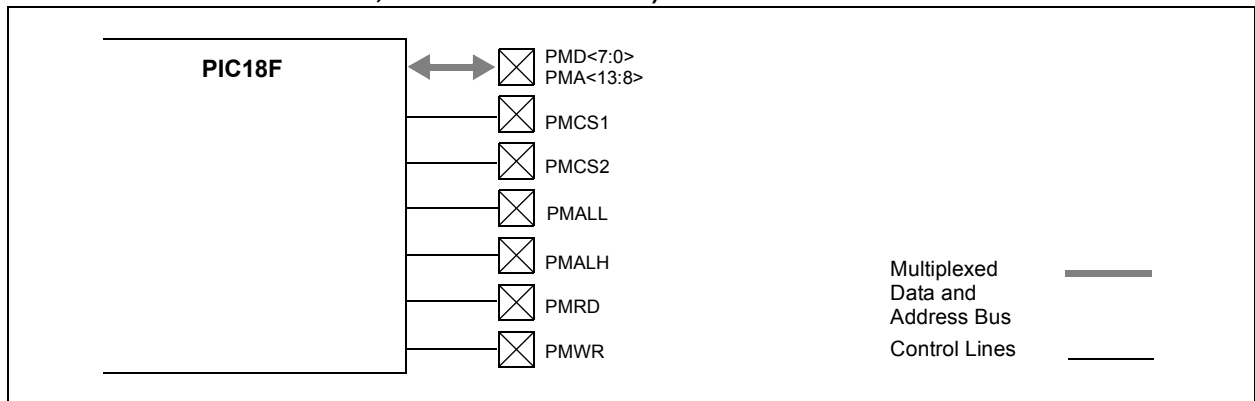 PIC18F
PMD<7:0>
PMA<13:8>
PMCS1
PMCS2
PMALL
PMALH
PMRD
PMWR
Multiplexed
Data and
Address Bus
Control Lines